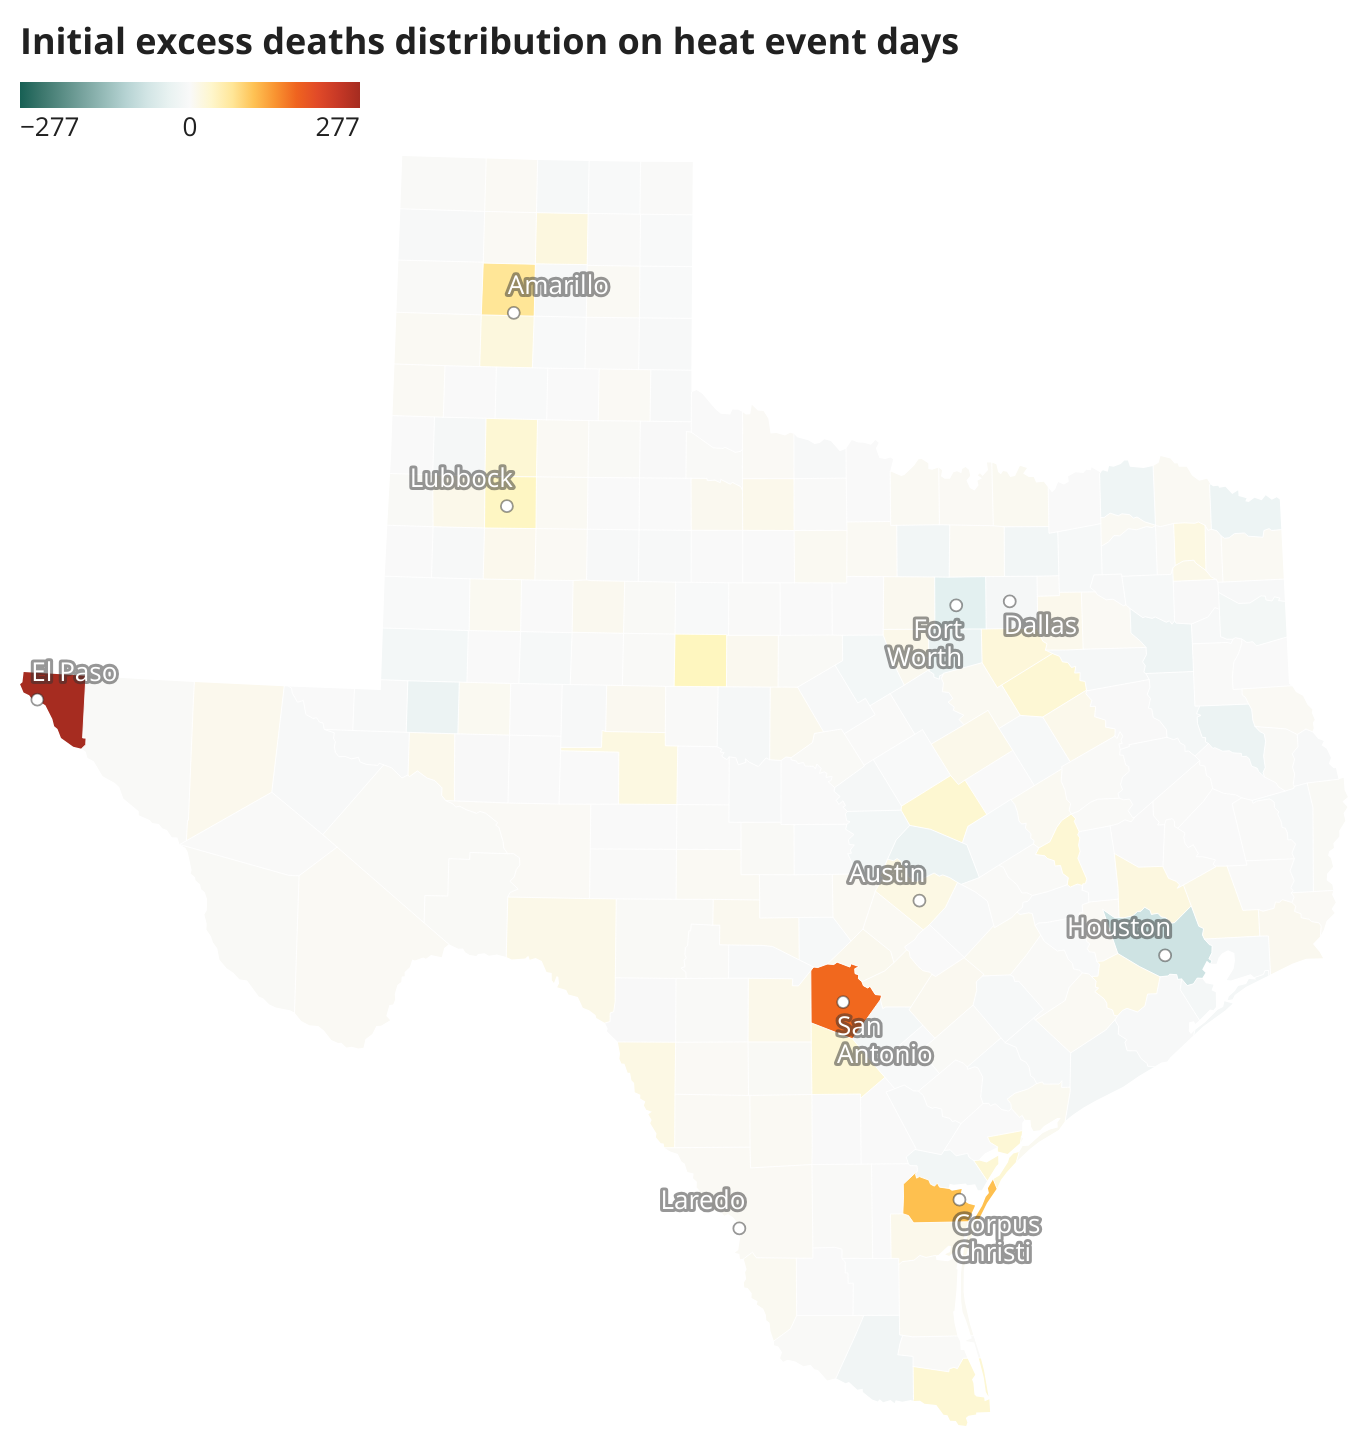 Initial excess deaths distribution on heat event days
−277 0 277
Amarillo
Lubbock
Fort
Worth
Dallas
El Paso
Austin
Houston
San
Antonio
Laredo
Corpus
Christi